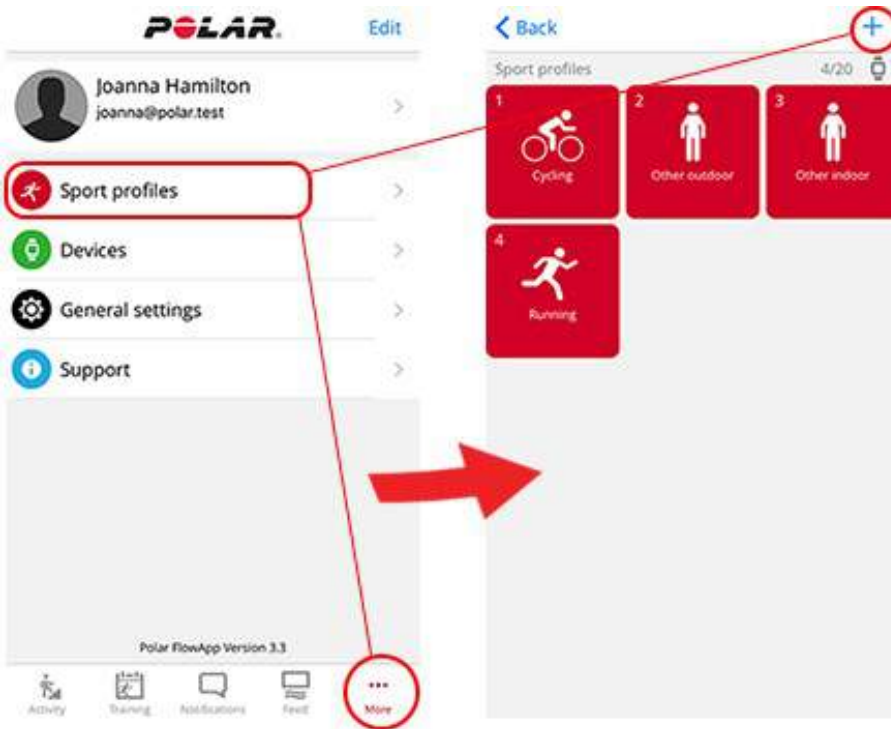 POLAR.
Edit
Joanna Hamilton
joanna@polar.test
Sport profiles
Devices
General settings
Support
Polar FlowApp Version 3.3
Activity
Training
Notifications
Feed
More
Back
+
Sport profiles
4/20
1
Cycling
2
Other outdoor
3
Other indoor
4
Running